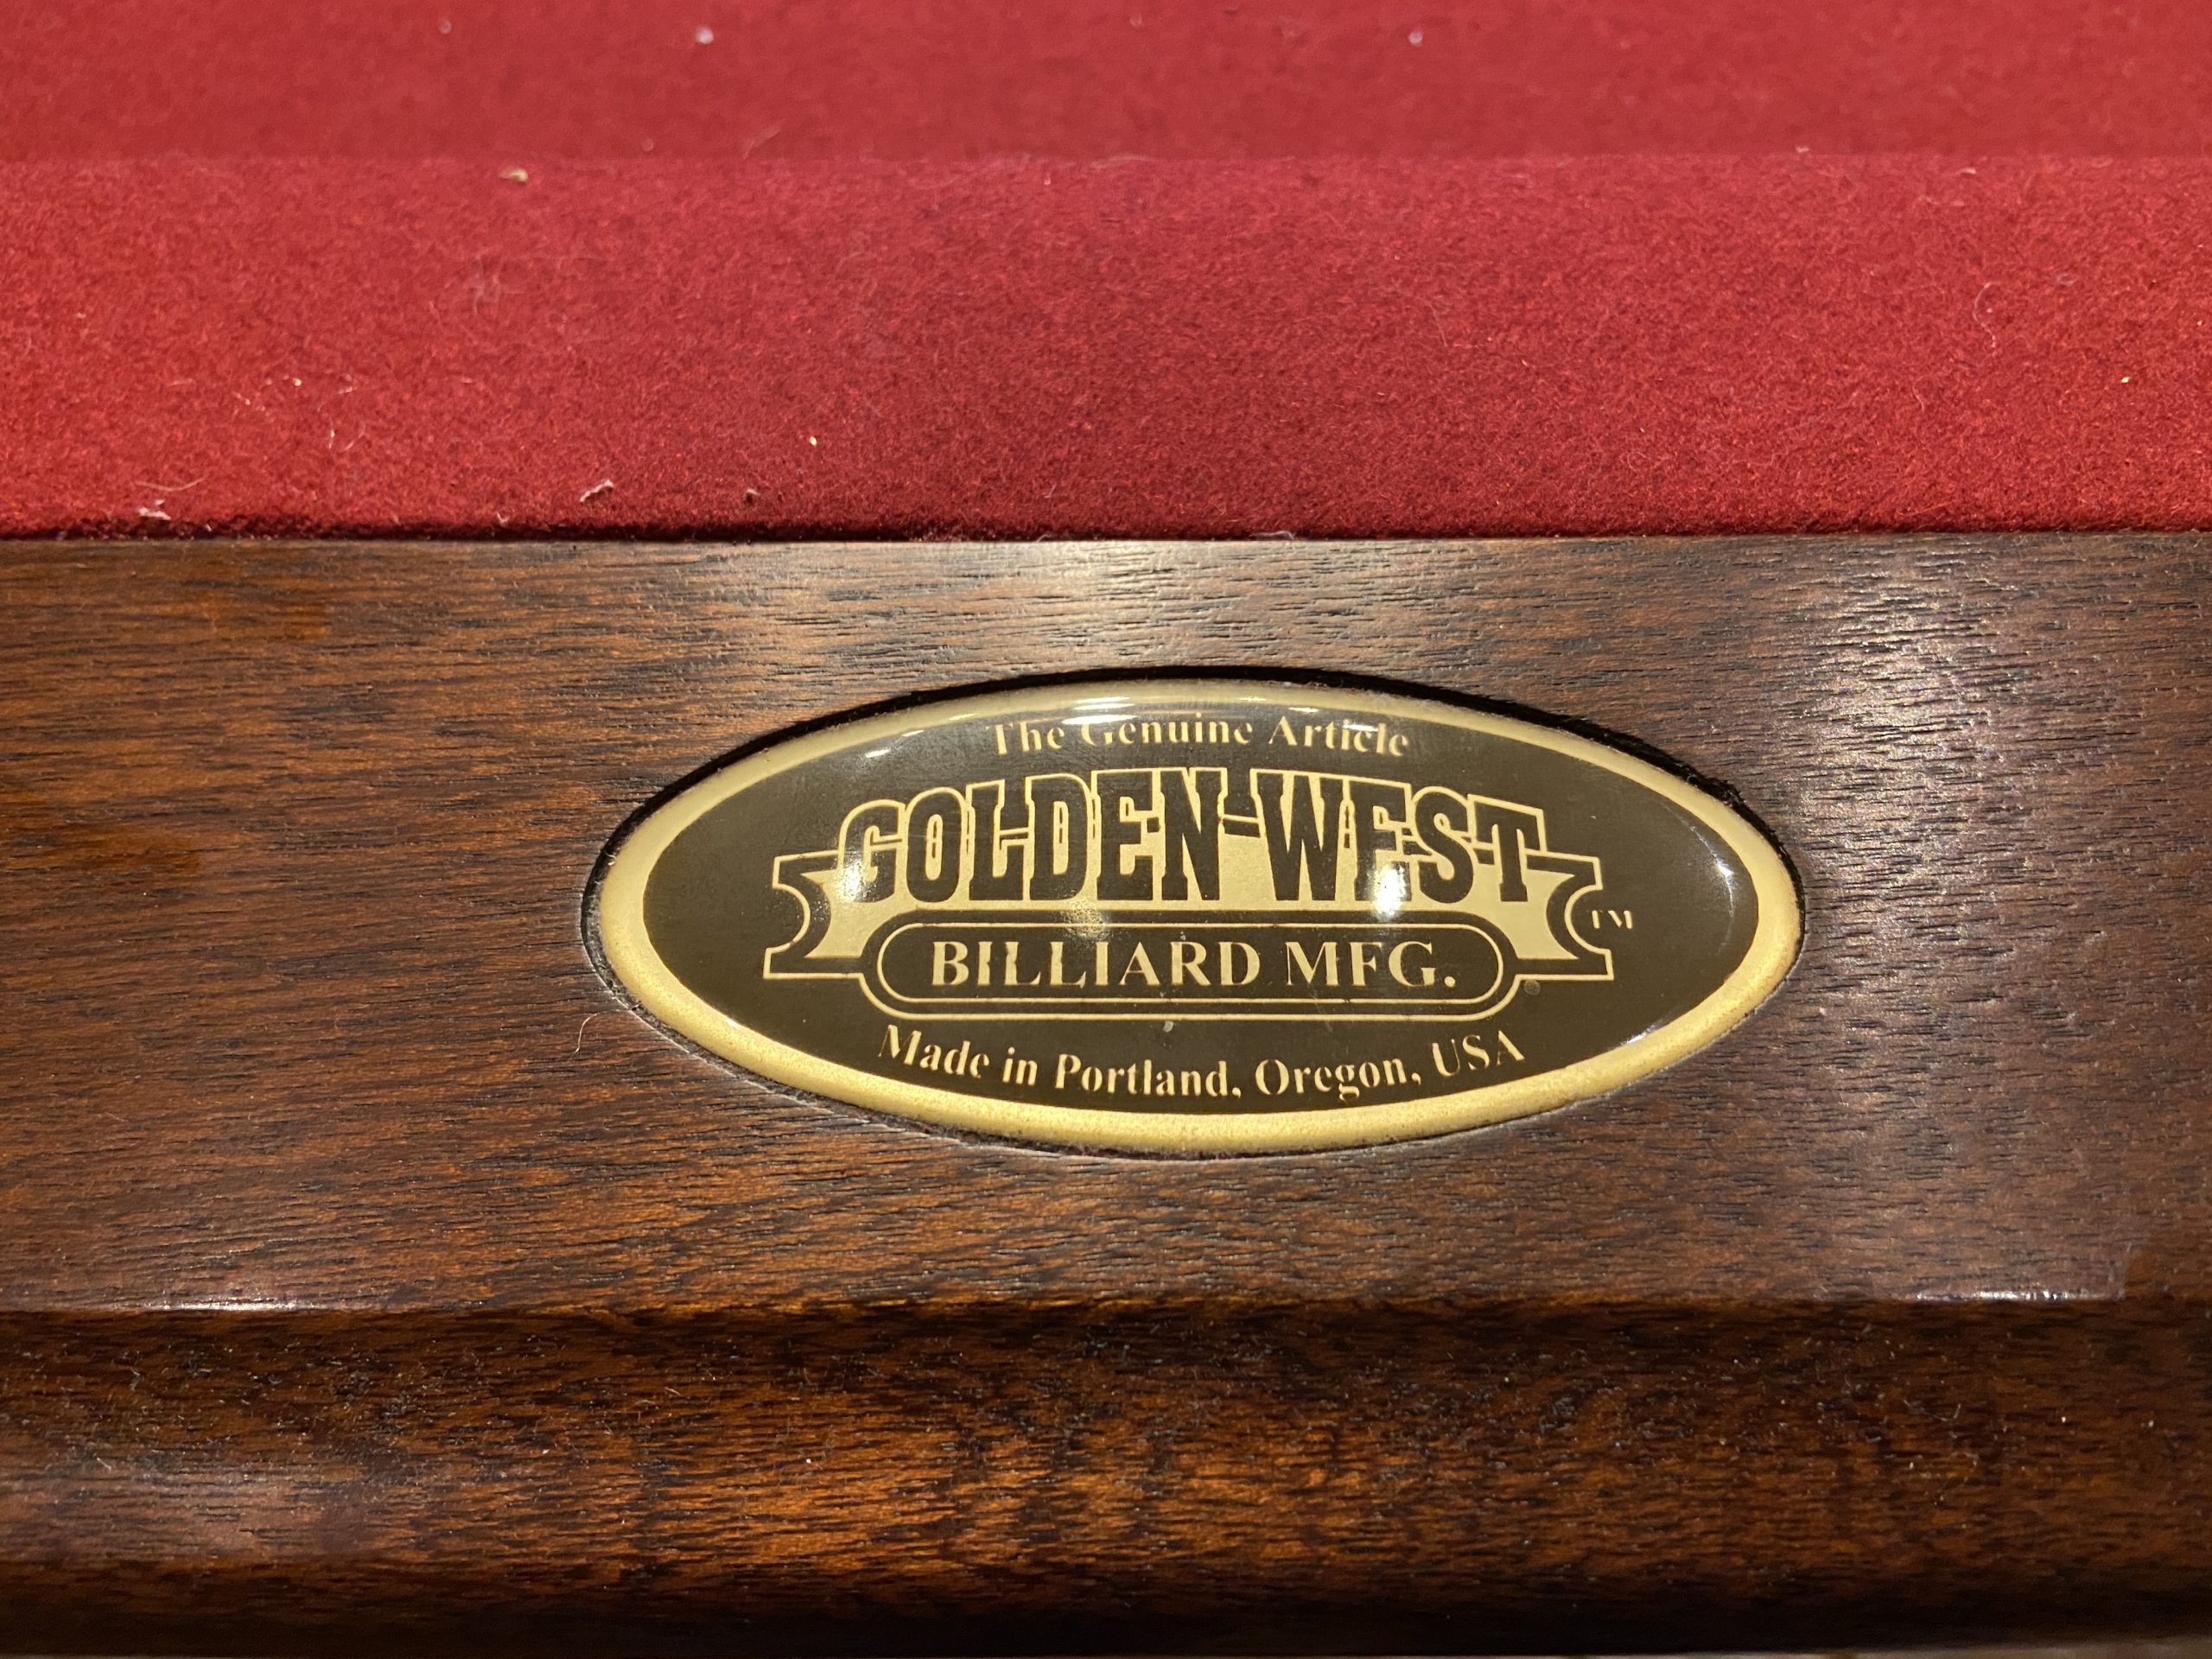 The Genuine Article
GOLDEN WEST
BILLIARD MFG.
TM
Made in Portland, Oregon, USA